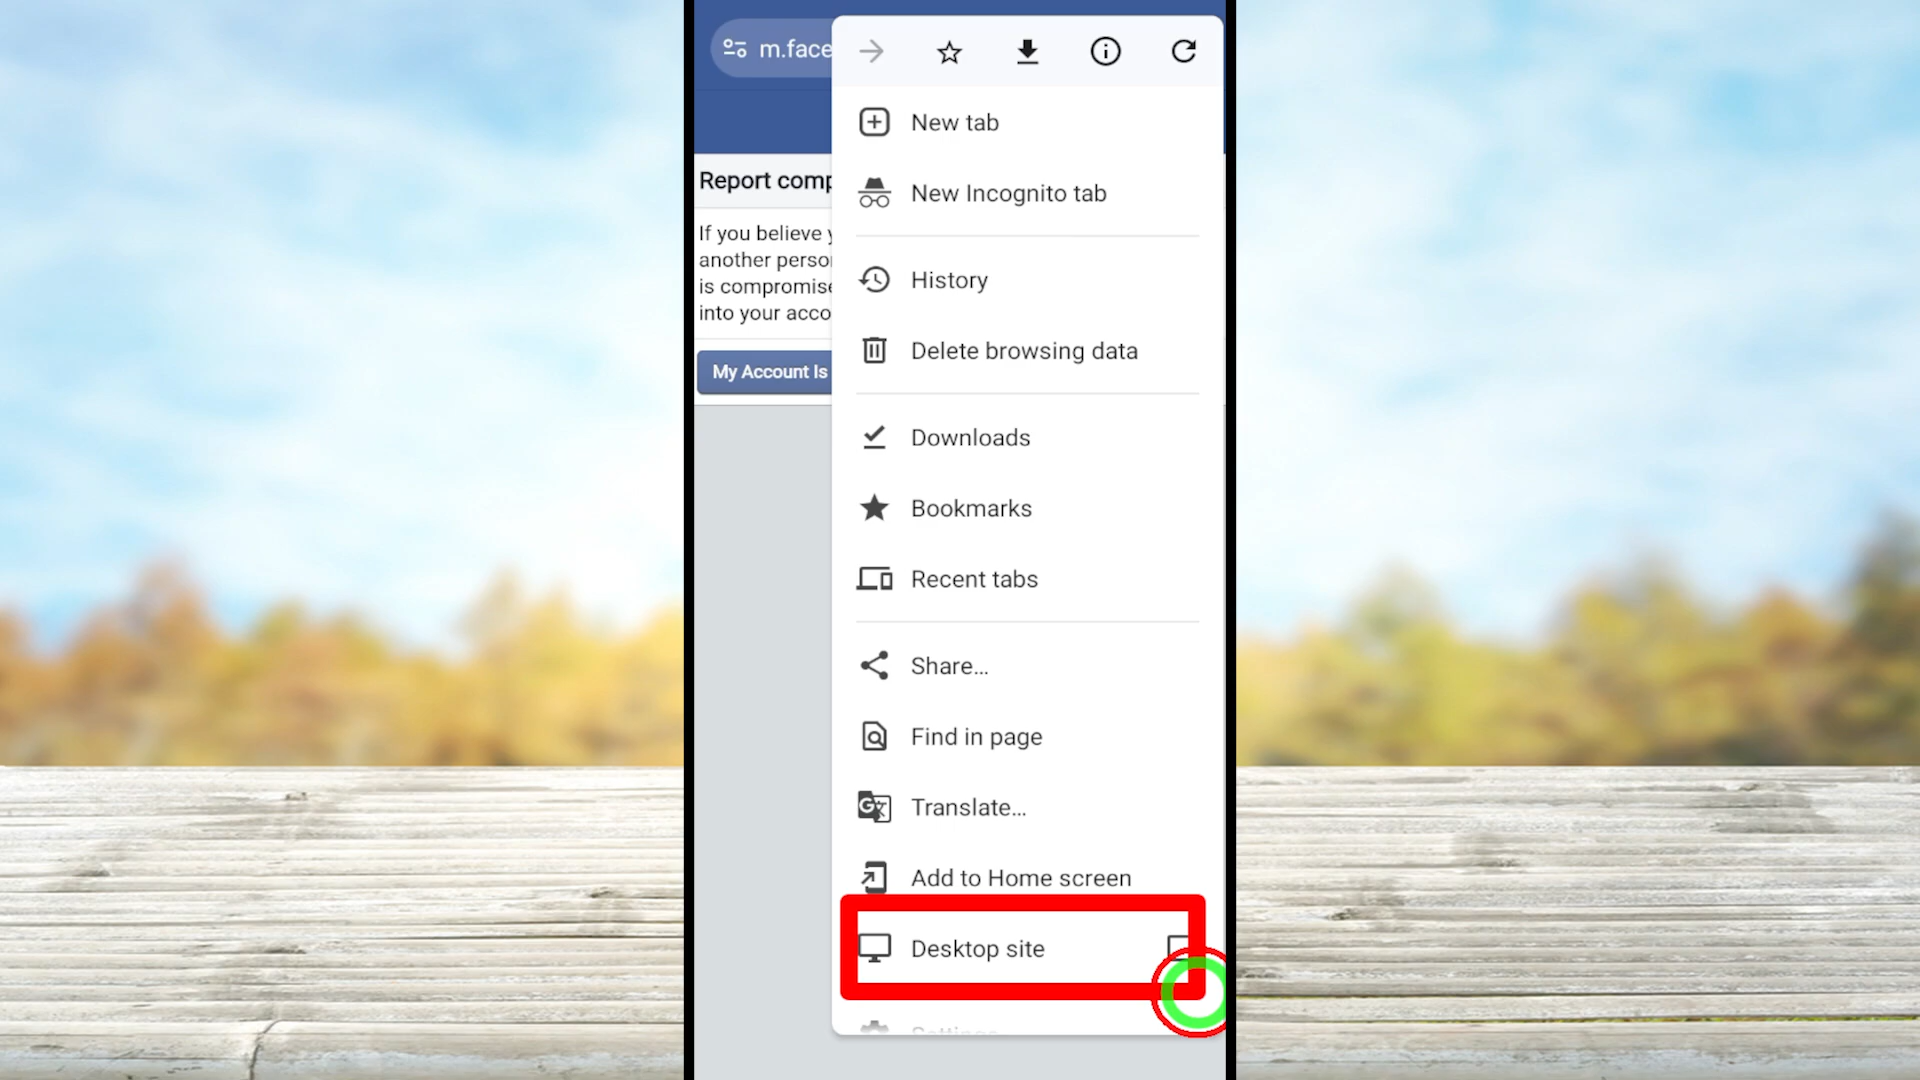 m.face
New tab
New Incognito tab
Report comp
If you believe y
another perso
is compromise
into your acco
My Account Is
History
Delete browsing data
Downloads
Bookmarks
Recent tabs
Share...
Find in page
Translate...
Add to Home screen
Desktop site
Settings